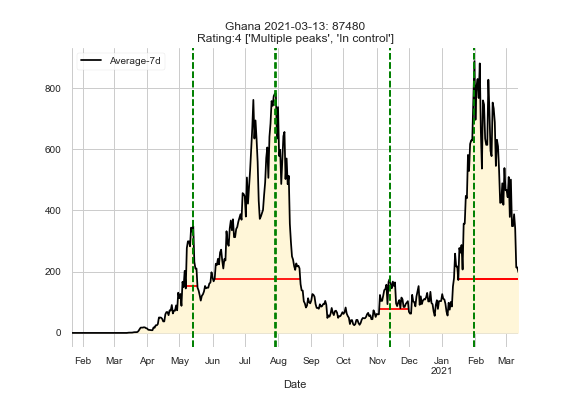 Ghana 2021-03-13: 87480
Rating:4 ['Multiple peaks', 'In control']
Average-7d
800
600
400
200
0
Feb Mar Apr May Jun Jul Aug Sep Oct Nov Dec Jan Feb Mar
2021
Date